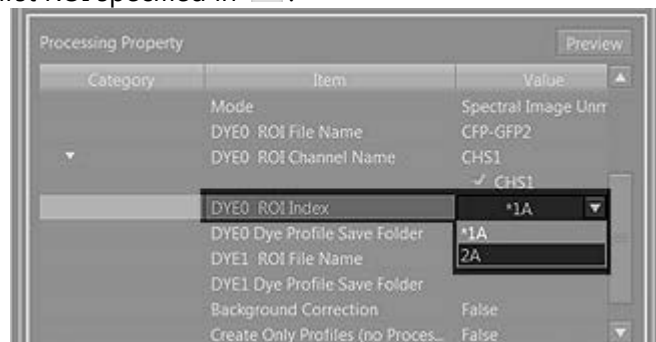 Processing Property Preview
Category Item Value
Mode Spectral Image Unm
DYE0 ROI File Name CFP-GFP2
DYE0 ROI Channel Name CHS1
CHS1
DYE0 ROI Index *1A
DYE0 Dye Profile Save Folder *1A
DYE1 ROI File Name 2A
DYE1 Dye Profile Save Folder
Background Correction False
Create Only Profiles (no Proces... False